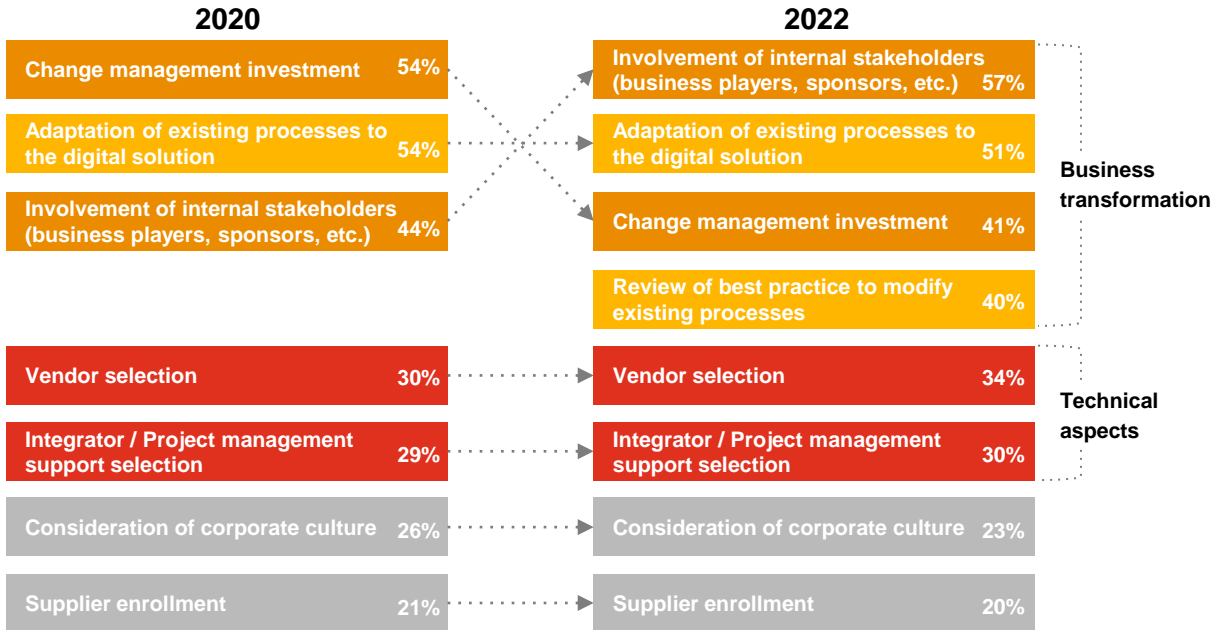 2020
2022
Change management investment 54%
Involvement of internal stakeholders
(business players, sponsors, etc.) 57%
Adaptation of existing processes to
the digital solution 54%
Adaptation of existing processes to
the digital solution 51%
Involvement of internal stakeholders
(business players, sponsors, etc.) 44%
Change management investment 41%
Review of best practice to modify
existing processes 40%
Business
transformation
Vendor selection 30%
Vendor selection 34%
Integrator / Project management
support selection 29%
Integrator / Project management
support selection 30%
Technical
aspects
Consideration of corporate culture 26%
Consideration of corporate culture 23%
Supplier enrollment 21%
Supplier enrollment 20%